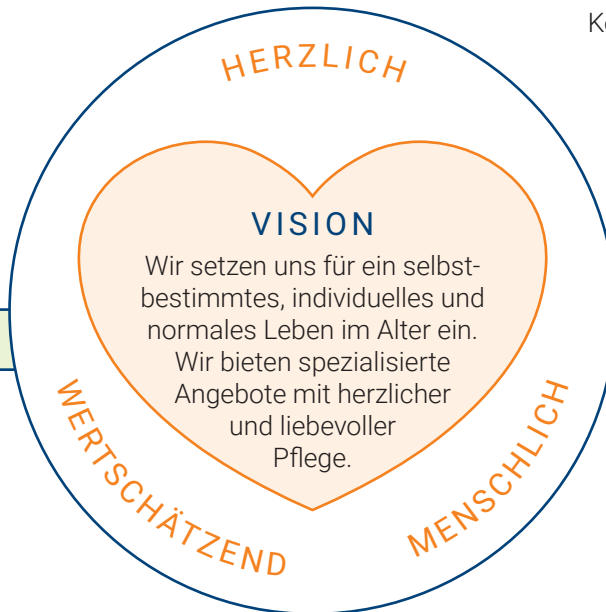 HERZLICH
VISION
Wir setzen uns für ein selbst-
bestimmtes, individuelles und
normales Leben im Alter ein.
Wir bieten spezialisierte
Angebote mit herzlicher
und liebevoller
Pflege.
WERTSCHÄTZEND
MENSCHLICH